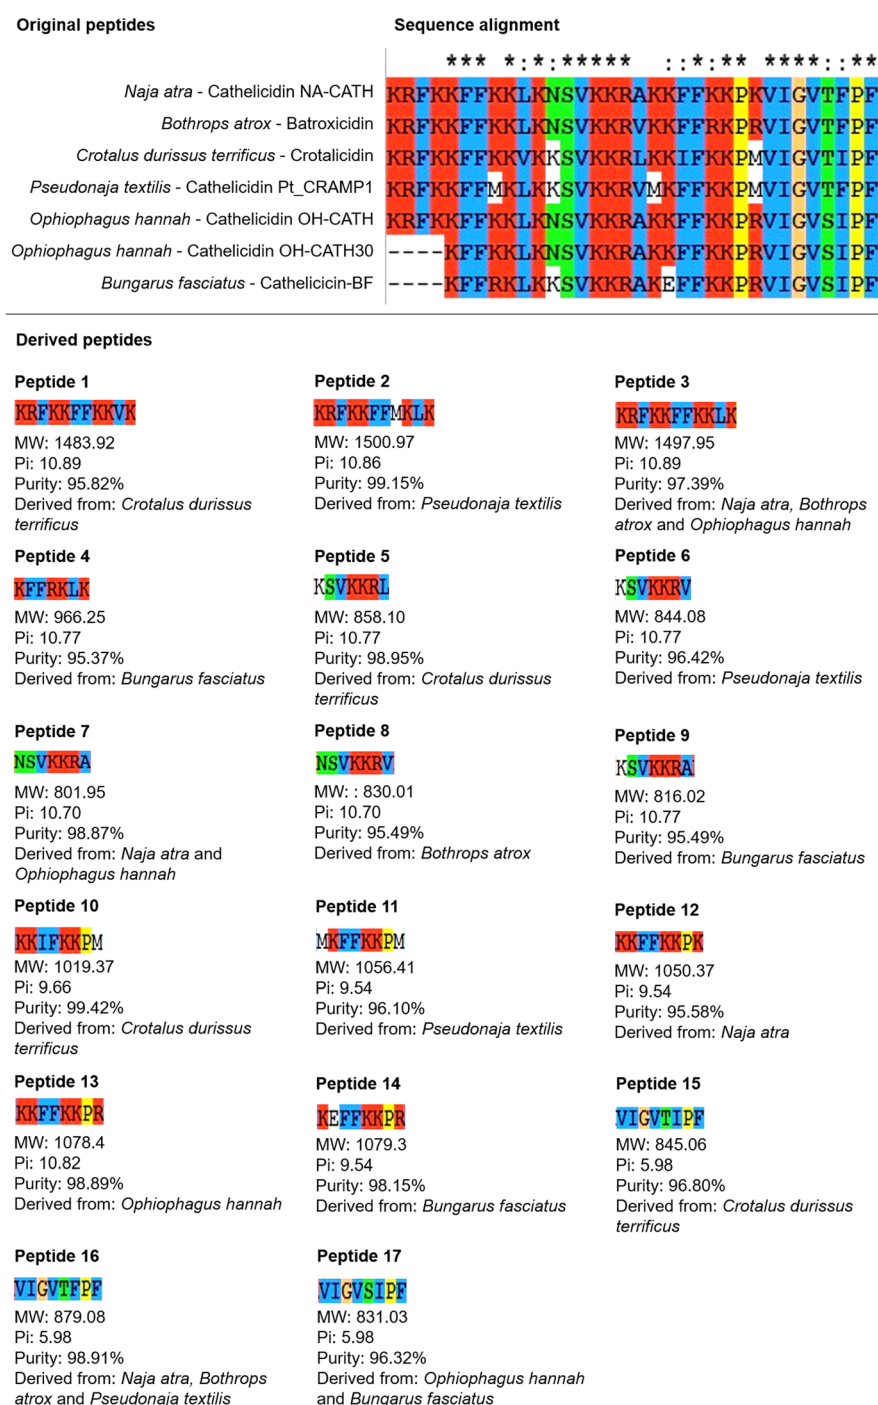 Original peptides
Sequence alignment
*** *:*:***** ::*:** ****::**
Naja atra - Cathelicidin NA-CATH KRFKKFFKKLKNSVKKRAKKFFKKPKVIGVTFPF
Bothrops atrox - Batroxicidin KRFKKFFKKLKNSVKKRVKKFFRKPRVIGVTFPF
Crotalus durissus terrificus - Crotalicidin KRFKKFFKKVKKSVKKRLKKIFKKPMVIGVTIPF
Pseudonaja textilis - Cathelicidin Pt_CRAMP1 KRFKKFFMKLKKSVKKRVMKFFKKPMVIGVTFPF
Ophiophagus hannah - Cathelicidin OH-CATH KRFKKFFKKLKNSVKKRAKKFFKKPRVIGVSIPF
Ophiophagus hannah - Cathelicidin OH-CATH30 ----KFFKKLKNSVKKRAKKFFKKPRVIGVSIPF
Bungarus fasciatus - Cathelicicin-BF ----KFFRKLKKSVKKRAKEFFKKPRVIGVSIPF
Derived peptides
Peptide 1
KRFKKFFKKVK
MW: 1483.92
Pi: 10.89
Purity: 95.82%
Derived from: Crotalus durissus
terrificus
Peptide 2
KRFKKFFMKLK
MW: 1500.97
Pi: 10.86
Purity: 99.15%
Derived from: Pseudonaja textilis
Peptide 3
KRFKKFFKKLK
MW: 1497.95
Pi: 10.89
Purity: 97.39%
Derived from: Naja atra, Bothrops
atrox and Ophiophagus hannah
Peptide 4
KFFRKLK
MW: 966.25
Pi: 10.77
Purity: 95.37%
Derived from: Bungarus fasciatus
Peptide 5
KSVKKRL
MW: 858.10
Pi: 10.77
Purity: 98.95%
Derived from: Crotalus durissus
terrificus
Peptide 6
KSVKKRV
MW: 844.08
Pi: 10.77
Purity: 96.42%
Derived from: Pseudonaja textilis
Peptide 7
NSVKKRA
MW: 801.95
Pi: 10.70
Purity: 98.87%
Derived from: Naja atra and
Ophiophagus hannah
Peptide 8
NSVKKRV
MW: : 830.01
Pi: 10.70
Purity: 95.49%
Derived from: Bothrops atrox
Peptide 9
KSVKKRA
MW: 816.02
Pi: 10.77
Purity: 95.49%
Derived from: Bungarus fasciatus
Peptide 10
KKIFKKPM
MW: 1019.37
Pi: 9.66
Purity: 99.42%
Derived from: Crotalus durissus
terrificus
Peptide 11
MKFFKKPM
MW: 1056.41
Pi: 9.54
Purity: 96.10%
Derived from: Pseudonaja textilis
Peptide 12
KKFFKKPK
MW: 1050.37
Pi: 9.54
Purity: 95.58%
Derived from: Naja atra
Peptide 13
KKFFKKPR
MW: 1078.4
Pi: 10.82
Purity: 98.89%
Derived from: Ophiophagus hannah
Peptide 14
KEFFKKPR
MW: 1079.3
Pi: 9.54
Purity: 98.15%
Derived from: Bungarus fasciatus
Peptide 15
VIGVTIPF
MW: 845.06
Pi: 5.98
Purity: 96.80%
Derived from: Crotalus durissus
terrificus
Peptide 16
VIGVTFPF
MW: 879.08
Pi: 5.98
Purity: 98.91%
Derived from: Naja atra, Bothrops
atrox and Pseudonaja textilis
Peptide 17
VIGVSIPF
MW: 831.03
Pi: 5.98
Purity: 96.32%
Derived from: Ophiophagus hannah
and Bungarus fasciatus